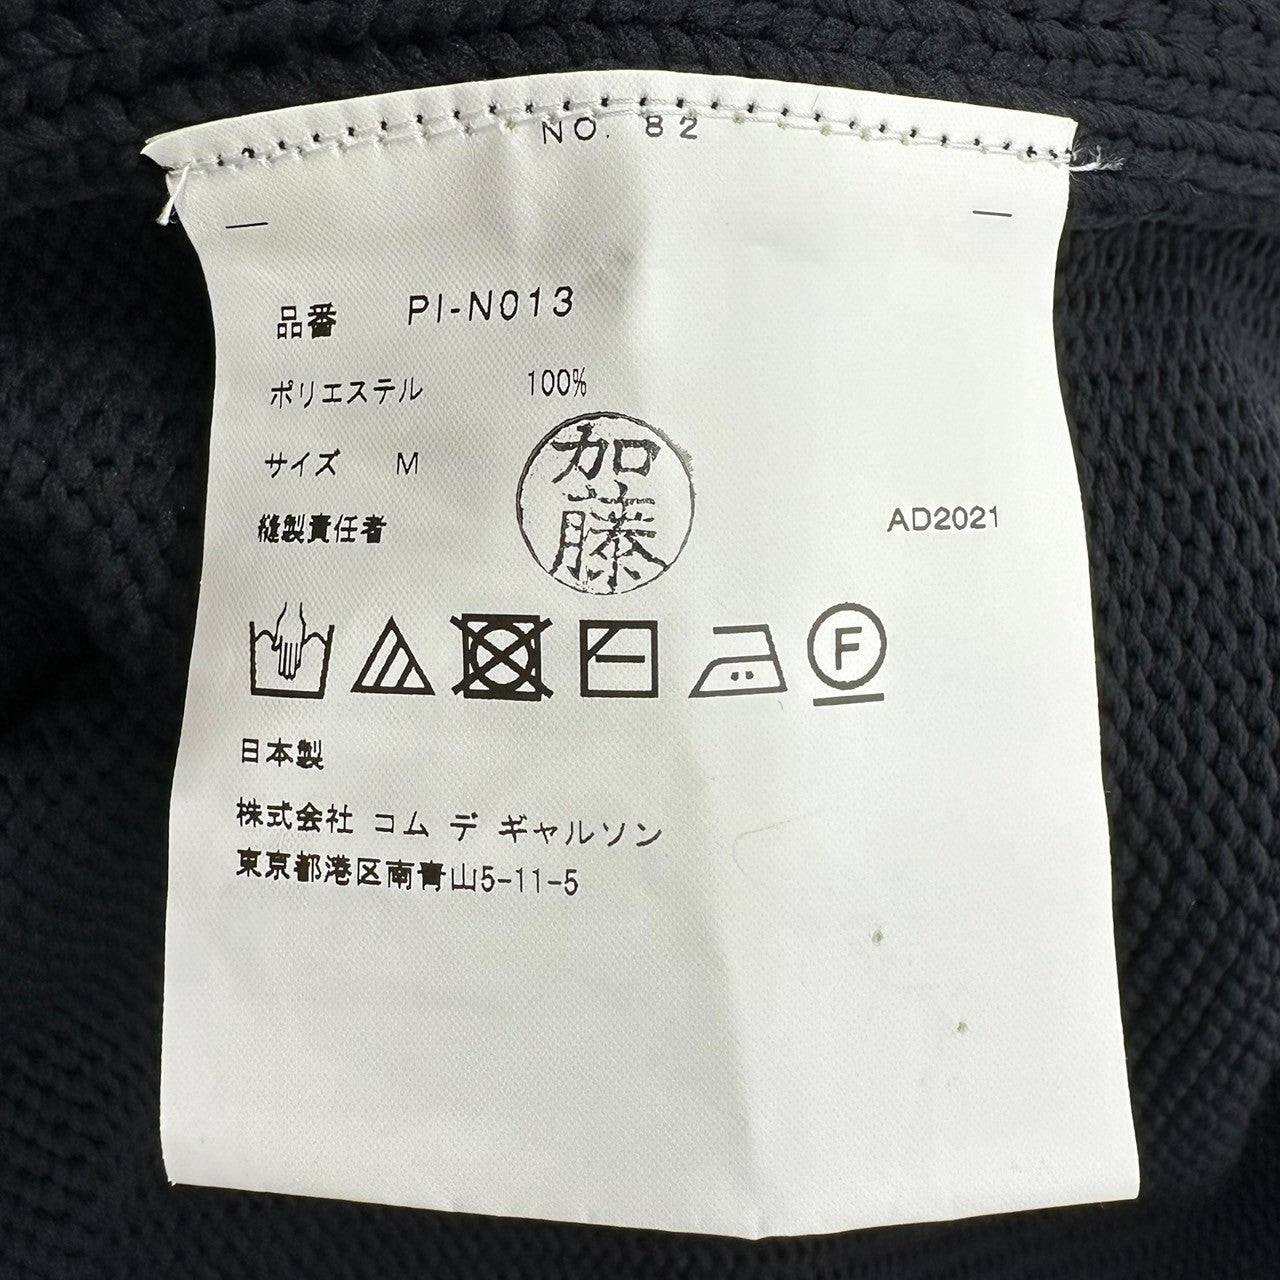 NO. 82
品番 PI-N013
ポリエステル 100%
サイズ M
加藤
縫製責任者
AD2021
F
日本製
株式会社 コム デ ギャルソン
東京都港区南青山5-11-5